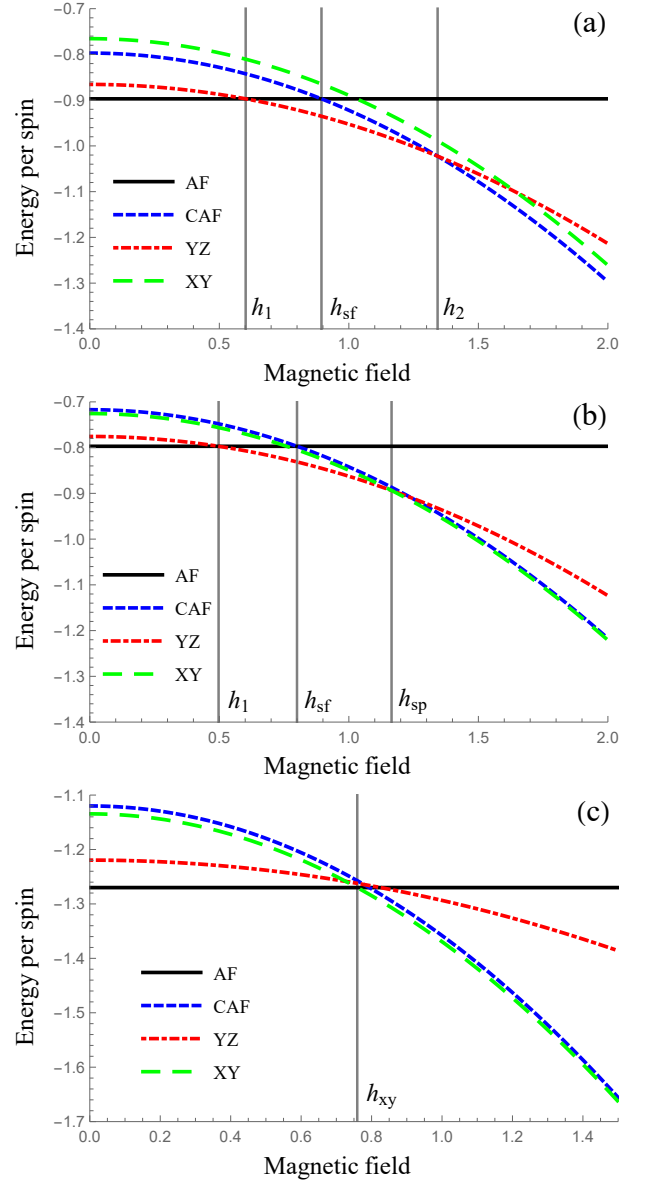 (a)
−0.7
−0.8
−0.9
−1.0
−1.1
−1.2
−1.3
−1.4
Energy per spin
AF
CAF
YZ
XY
h1 hsf h2
0.0 0.5 1.0 1.5 2.0
Magnetic field
(b)
−0.7
−0.8
−0.9
−1.0
−1.1
−1.2
−1.3
−1.4
Energy per spin
AF
CAF
YZ
XY
h1 hsf hsp
0.0 0.5 1.0 1.5 2.0
Magnetic field
(c)
−1.1
−1.2
−1.3
−1.4
−1.5
−1.6
−1.7
Energy per spin
AF
CAF
YZ
XY
hxy
0.0 0.2 0.4 0.6 0.8 1.0 1.2 1.4
Magnetic field